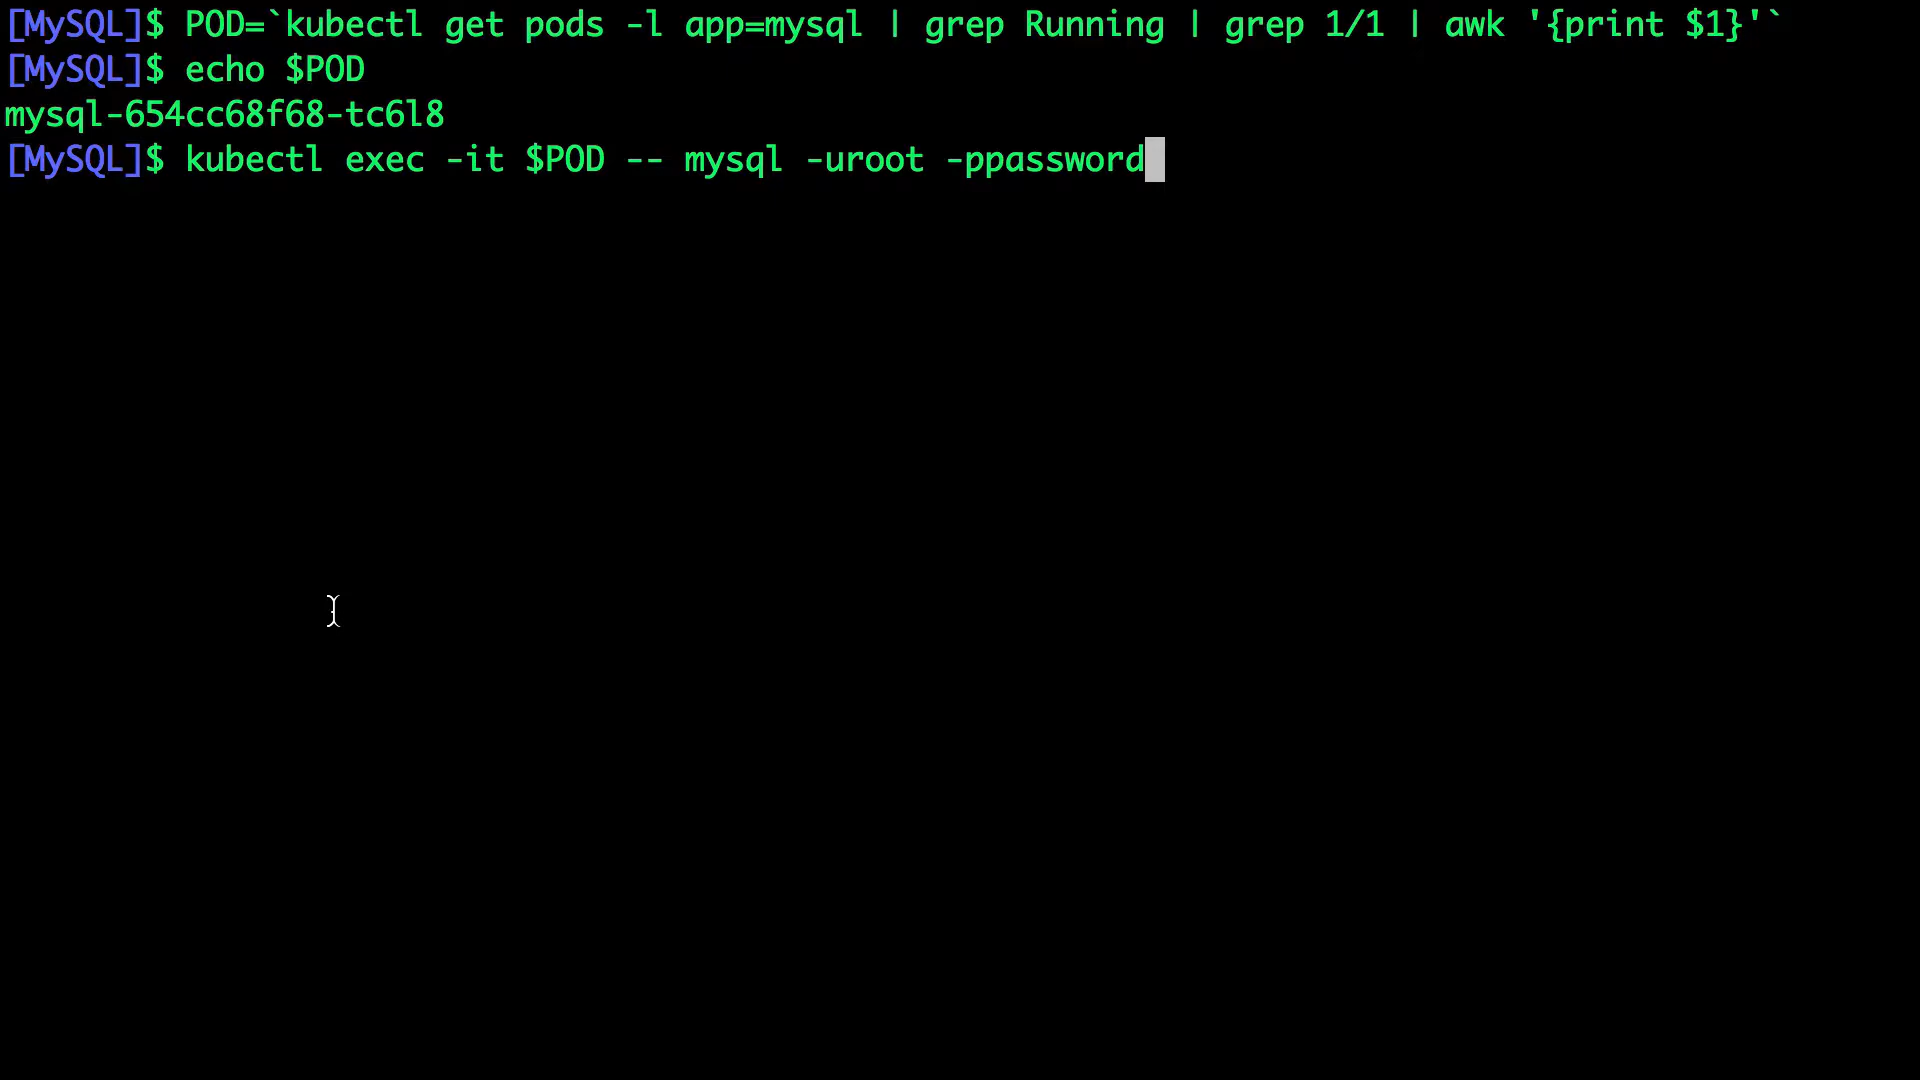 [MySQL]$ POD=`kubectl get pods -l app=mysql | grep Running | grep 1/1 | awk '{print $1}'`
[MySQL]$ echo $POD
mysql-654cc68f68-tc6l8
[MySQL]$ kubectl exec -it $POD -- mysql -uroot -ppassword